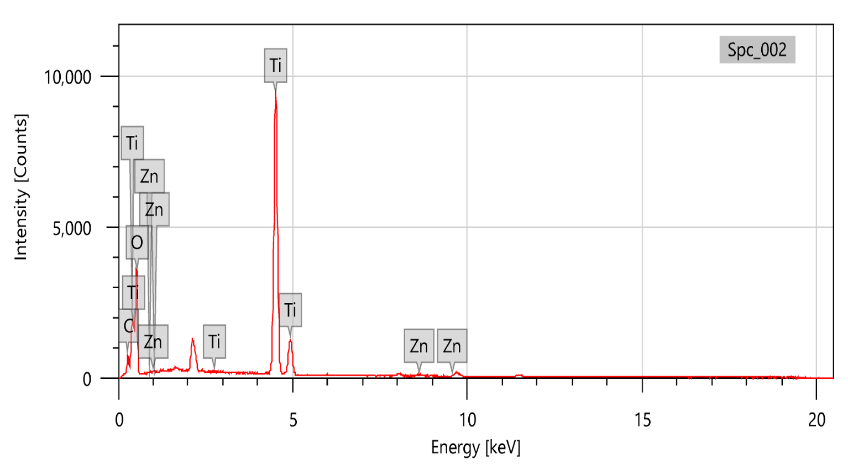 Spc_002
Intensity [Counts]
10,000
5,000
0
Ti
Ti
Zn
Zn
O
Ti
C
Zn
Ti
Ti
Zn
Zn
0
5
10
15
20
Energy [keV]